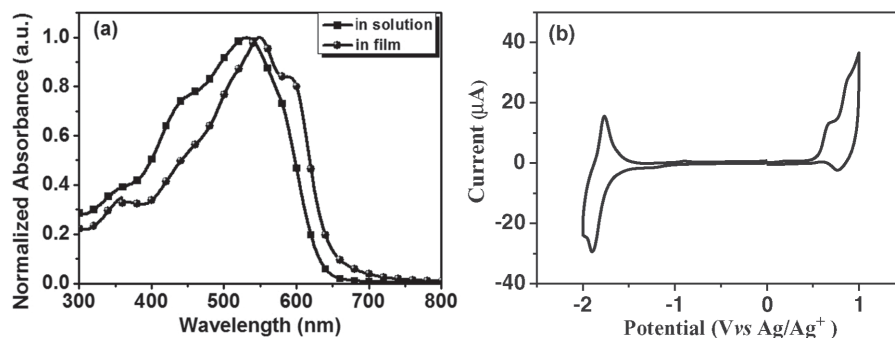 (a)
in solution
in film
Normalized Absorbance (a.u.)
1.0
0.8
0.6
0.4
0.2
0.0
300 400 500 600 700 800
Wavelength (nm)
(b)
Current (μA)
40
20
0
-20
-40
-2 -1 0 1
Potential (Vvs Ag/Ag⁺ )